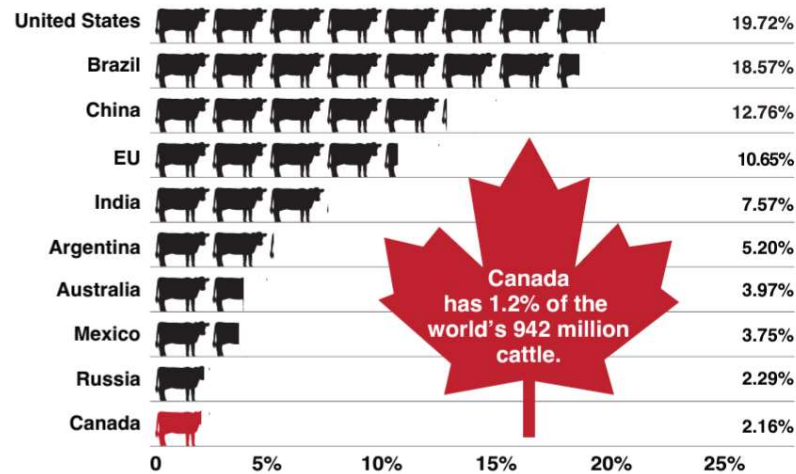 United States 19.72%
Brazil 18.57%
China 12.76%
EU 10.65%
India 7.57%
Argentina 5.20%
Australia 3.97%
Mexico 3.75%
Russia 2.29%
Canada 2.16%
Canada
has 1.2% of the
world's 942 million
cattle.
0 5% 10% 15% 20% 25%